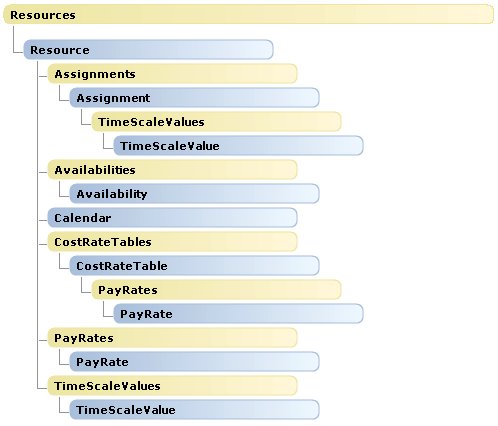 Resources
Resource
Assignments
Assignment
TimeScaleValues
TimeScaleValue
Availabilities
Availability
Calendar
CostRateTables
CostRateTable
PayRates
PayRate
PayRates
PayRate
TimeScaleValues
TimeScaleValue